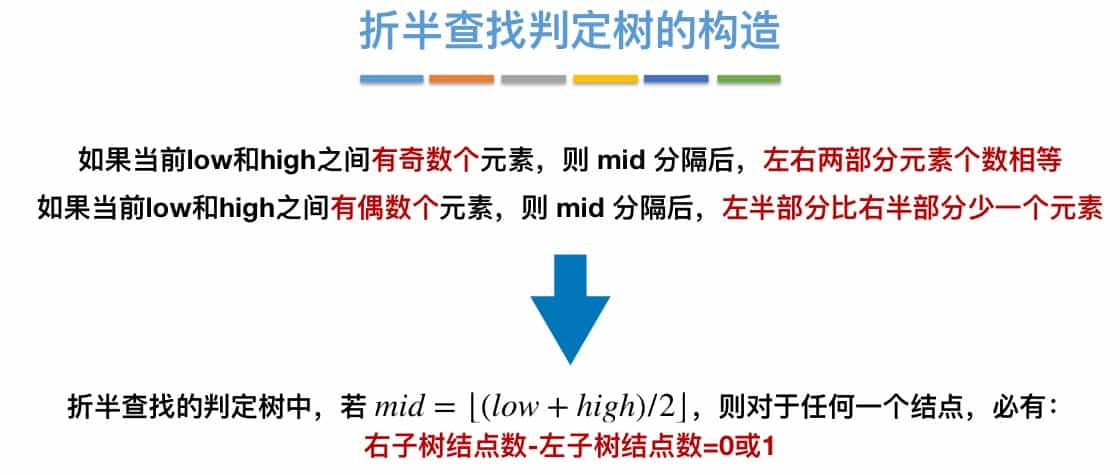 折半查找判定树的构造
如果当前low和high之间有奇数个元素，则 mid 分隔后，左右两部分元素个数相等
如果当前low和high之间有偶数个元素，则 mid 分隔后，左半部分比右半部分少一个元素
折半查找的判定树中，若 mid = ⌊(low + high)/2⌋，则对于任何一个结点，必有：
右子树结点数-左子树结点数=0或1